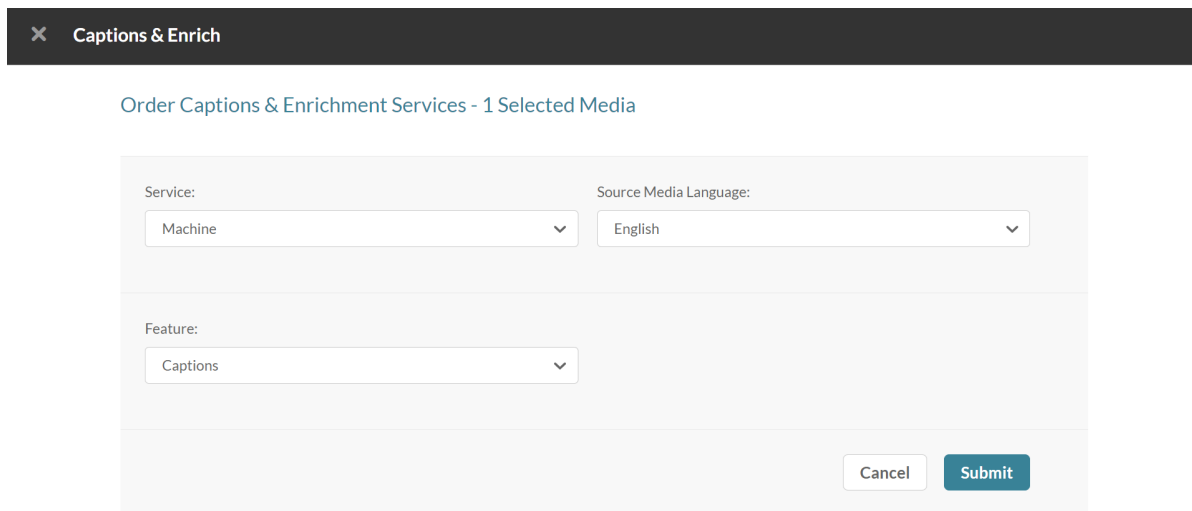 Captions & Enrich
Order Captions & Enrichment Services - 1 Selected Media
Service:
Source Media Language:
Machine
English
Feature:
Captions
Cancel
Submit